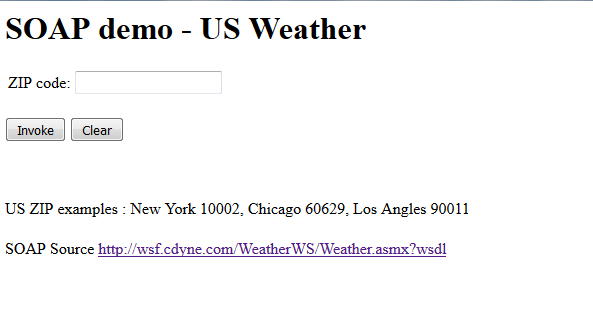 SOAP demo - US Weather
ZIP code:
Invoke Clear
US ZIP examples : New York 10002, Chicago 60629, Los Angles 90011
SOAP Source http://wsf.cdyne.com/WeatherWS/Weather.asmx?wsdl